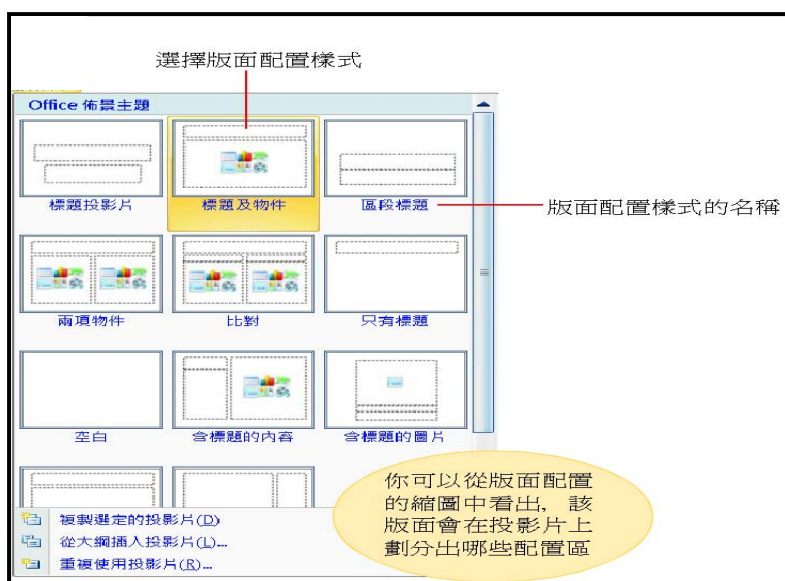 選擇版面配置樣式
Office 佈景主題
標題投影片
標題及物件
區段標題
版面配置樣式的名稱
兩項物件
比對
只有標題
空白
含標題的內容
含標題的圖片
你可以從版面配置
的縮圖中看出，該
版面會在投影片上
劃分出哪些配置區
複製選定的投影片(D)
從大綱插入投影片(L)...
重複使用投影片(R)...